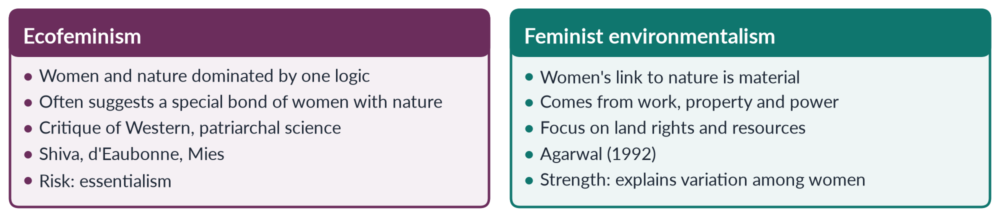 Ecofeminism
• Women and nature dominated by one logic
• Often suggests a special bond of women with nature
• Critique of Western, patriarchal science
• Shiva, d'Eaubonne, Mies
• Risk: essentialism
Feminist environmentalism
• Women's link to nature is material
• Comes from work, property and power
• Focus on land rights and resources
• Agarwal (1992)
• Strength: explains variation among women